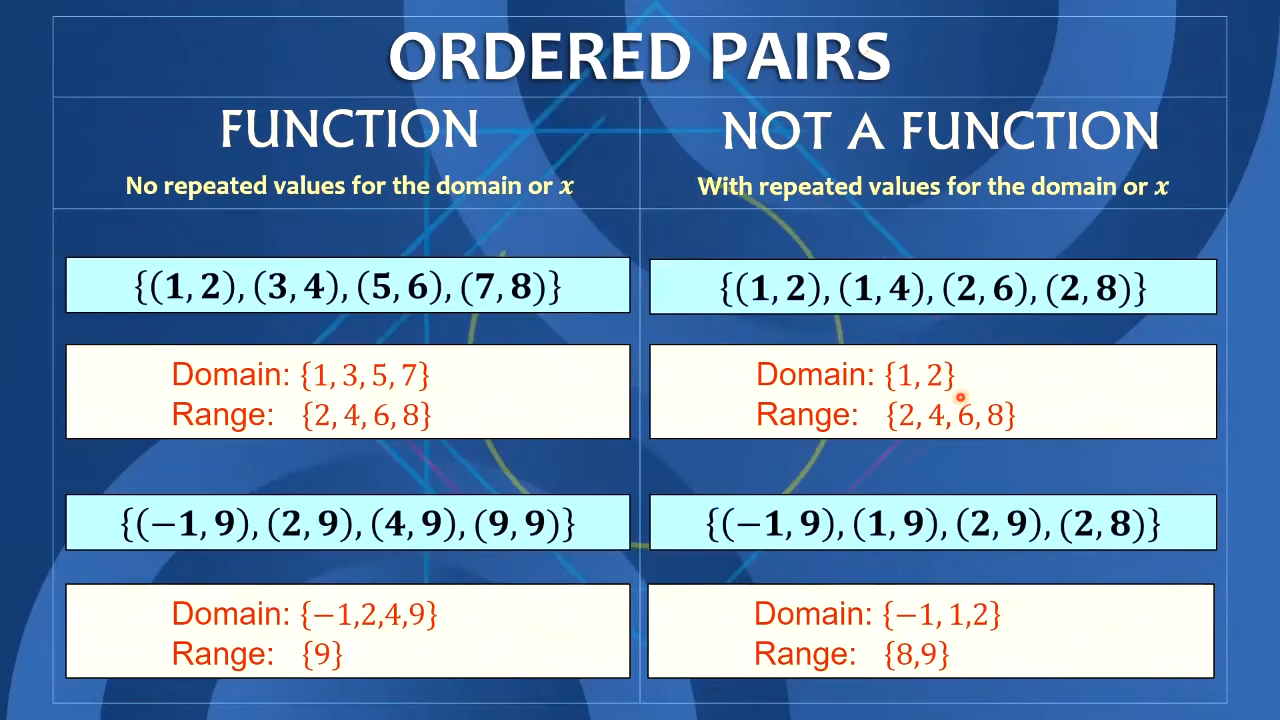 ORDERED PAIRS
FUNCTION
No repeated values for the domain or x
{(1, 2), (3, 4), (5, 6), (7, 8)}
Domain: {1, 3, 5, 7}
Range: {2, 4, 6, 8}
{(−1, 9), (2, 9), (4, 9), (9, 9)}
Domain: {−1,2,4,9}
Range: {9}
NOT A FUNCTION
With repeated values for the domain or x
{(1, 2), (1, 4), (2, 6), (2, 8)}
Domain: {1, 2}
Range: {2, 4, 6, 8}
{(−1, 9), (1, 9), (2, 9), (2, 8)}
Domain: {−1, 1,2}
Range: {8,9}